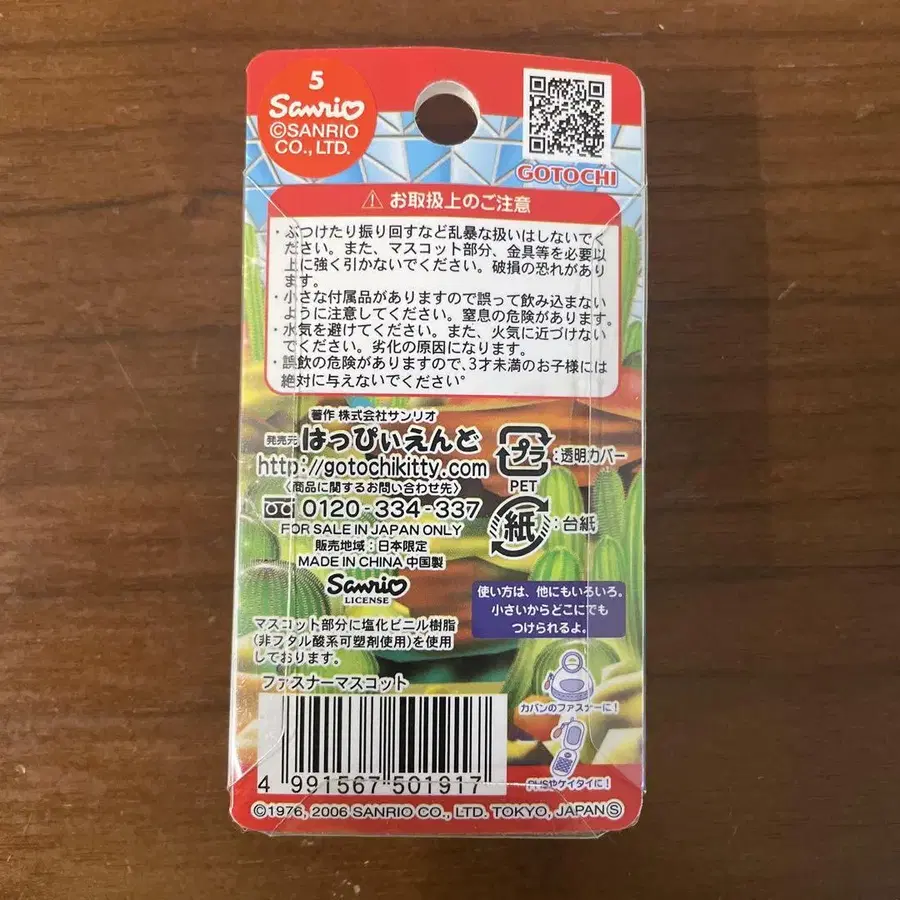 5
Sanrio
©SANRIO
CO., LTD.
GOTOCHI
⚠ お取扱上のご注意
・ぶつけたり振り回すなど乱暴な扱いはしないでく
ださい。また、マスコット部分、金具等を必要以
上に強く引かないでください。破損の恐れがあり
ます。
・小さな付属品がありますので誤って飲み込まない
ように注意してください。窒息の危険があります。
・水気を避けてください。また、火気に近づけない
でください。劣化の原因になります。
・誤飲の危険がありますので、3才未満のお子様には
絶対に与えないでください。
著作 株式会社サンリオ
発売元 はっぴぃえんど
http://gotochikitty.com
〈商品に関するお問い合わせ先〉
0120-334-337
FOR SALE IN JAPAN ONLY
販売地域：日本限定
MADE IN CHINA 中国製
Sanrio
LICENSE
プラ：透明カバー
PET
紙：台紙
マスコット部分に塩化ビニル樹脂
(非フタル酸系可塑剤使用)を使用
しております。
ファスナーマスコット
使い方は、他にもいろいろ。
小さいからどこにでも
つけられるよ。
カバンのファスナーに！
PHSやケイタイに！
4 991567 501917
©1976, 2006 SANRIO CO., LTD. TOKYO, JAPAN Ⓢ